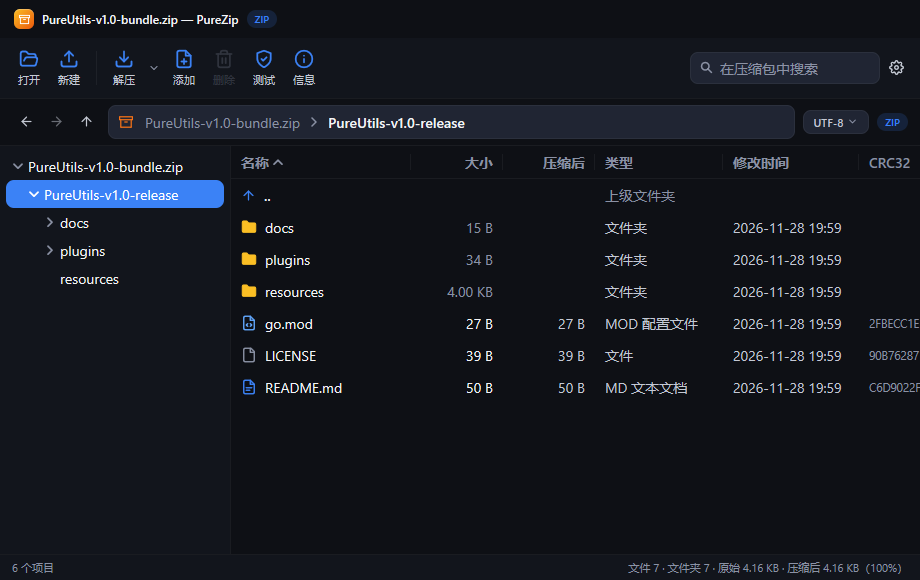 PureUtils-v1.0-bundle.zip — PureZip ZIP
打开 新建 解压 添加 删除 测试 信息 在压缩包中搜索
PureUtils-v1.0-bundle.zip > PureUtils-v1.0-release UTF-8 ZIP
PureUtils-v1.0-bundle.zip
PureUtils-v1.0-release
docs
plugins
resources
名称 大小 压缩后 类型 修改时间 CRC32
.. 上级文件夹
docs 15 B 文件夹 2026-11-28 19:59
plugins 34 B 文件夹 2026-11-28 19:59
resources 4.00 KB 文件夹 2026-11-28 19:59
go.mod 27 B 27 B MOD 配置文件 2026-11-28 19:59 2FBECC1E
LICENSE 39 B 39 B 文件 2026-11-28 19:59 90B76287
README.md 50 B 50 B MD 文本文档 2026-11-28 19:59 C6D9022F
6 个项目 文件 7 · 文件夹 7 · 原始 4.16 KB · 压缩后 4.16 KB (100%)